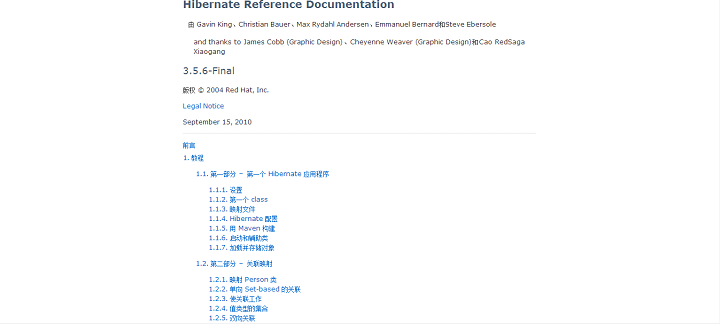 Hibernate Reference Documentation
由 Gavin King、Christian Bauer、Max Rydahl Andersen、Emmanuel Bernard和Steve Ebersole
and thanks to James Cobb (Graphic Design) 、Cheyenne Weaver (Graphic Design)和Cao RedSaga
Xiaogang
3.5.6-Final
版权 © 2004 Red Hat, Inc.
Legal Notice
September 15, 2010
前言
1. 教程
1.1. 第一部分 － 第一个 Hibernate 应用程序
1.1.1. 设置
1.1.2. 第一个 class
1.1.3. 映射文件
1.1.4. Hibernate 配置
1.1.5. 用 Maven 构建
1.1.6. 启动和辅助类
1.1.7. 加载并存储对象
1.2. 第二部分 － 关联映射
1.2.1. 映射 Person 类
1.2.2. 单向 Set-based 的关联
1.2.3. 使关联工作
1.2.4. 值类型的集合
1.2.5. 双向关联